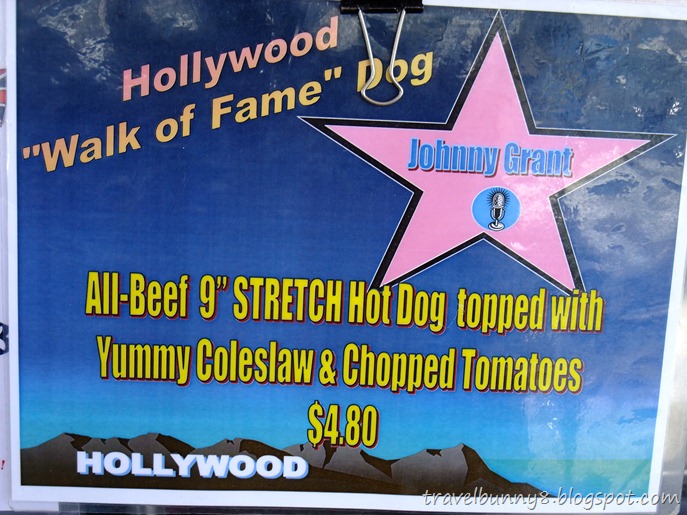 Hollywood
"Walk of Fame" Dog
Johnny Grant
All-Beef 9" STRETCH Hot Dog topped with
Yummy Coleslaw & Chopped Tomatoes
$4.80
HOLLYWOOD
travelbunny8.blogspot.com